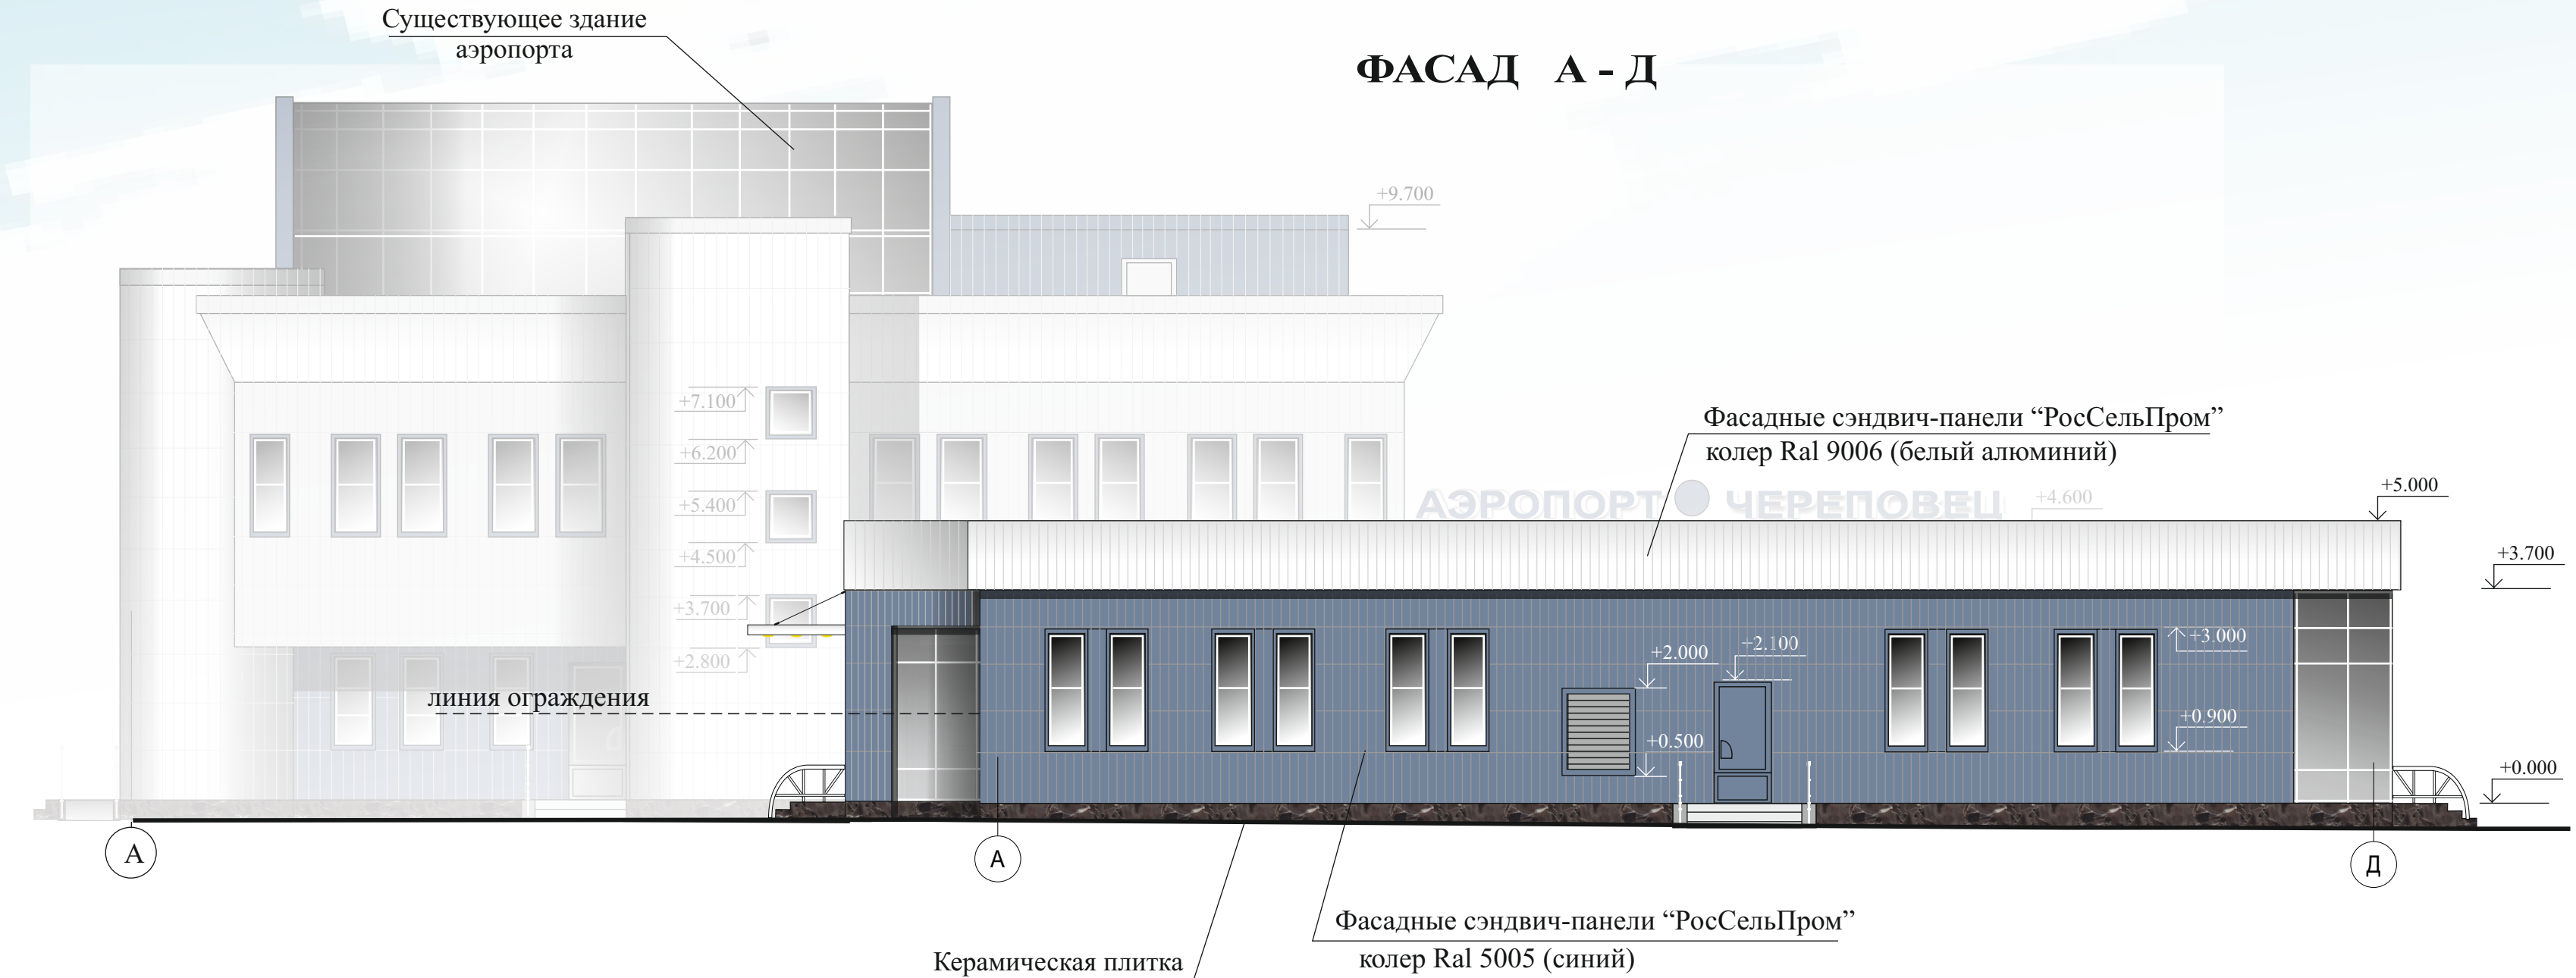 Существующее здание
аэропорта
ФАСАД А - Д
+9.700
+7.100
+6.200
+5.400
+4.500
+3.700
+2.800
Фасадные сэндвич-панели “РосСельПром”
колер Ral 9006 (белый алюминий)
АЭРОПОРТ ЧЕРЕПОВЕЦ
+4.600
+5.000
+3.700
линия ограждения
+2.000
+2.100
+3.000
+0.500
+0.900
+0.000
А
А
Д
Фасадные сэндвич-панели “РосСельПром”
колер Ral 5005 (синий)
Керамическая плитка